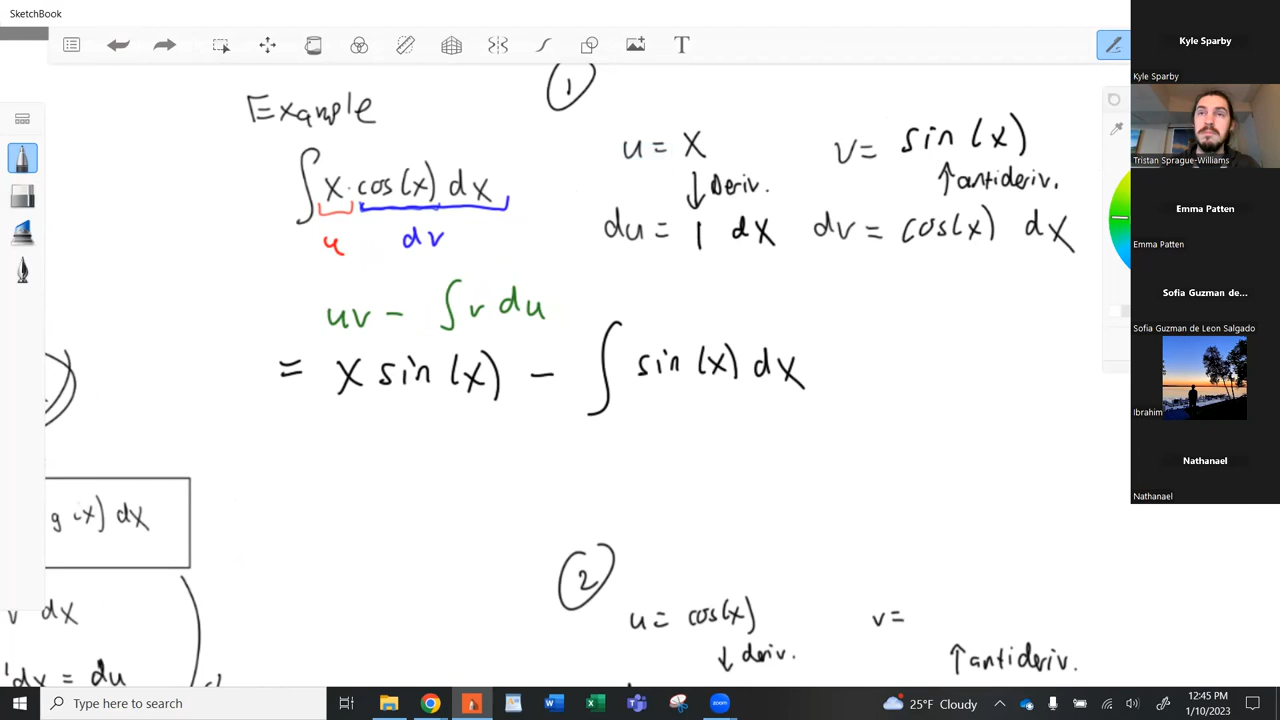 SketchBook
Example
①
∫ x · cos(x) dx
u dv
u = x
↓ Deriv.
du = 1 dx
v = sin(x)
↑ antideriv.
dv = cos(x) dx
uv - ∫ v du
= x sin(x) - ∫ sin(x) dx
g(x) dx
v dx
dx = du
②
u = cos(x)
↓ deriv.
v =
↑ antideriv.
Kyle Sparby
Kyle Sparby
Tristan Sprague-Williams
Emma Patten
Emma Patten
Sofia Guzman de...
Sofia Guzman de Leon Salgado
Ibrahim
Nathanael
Nathanael
Type here to search
25°F Cloudy
12:45 PM
1/10/2023